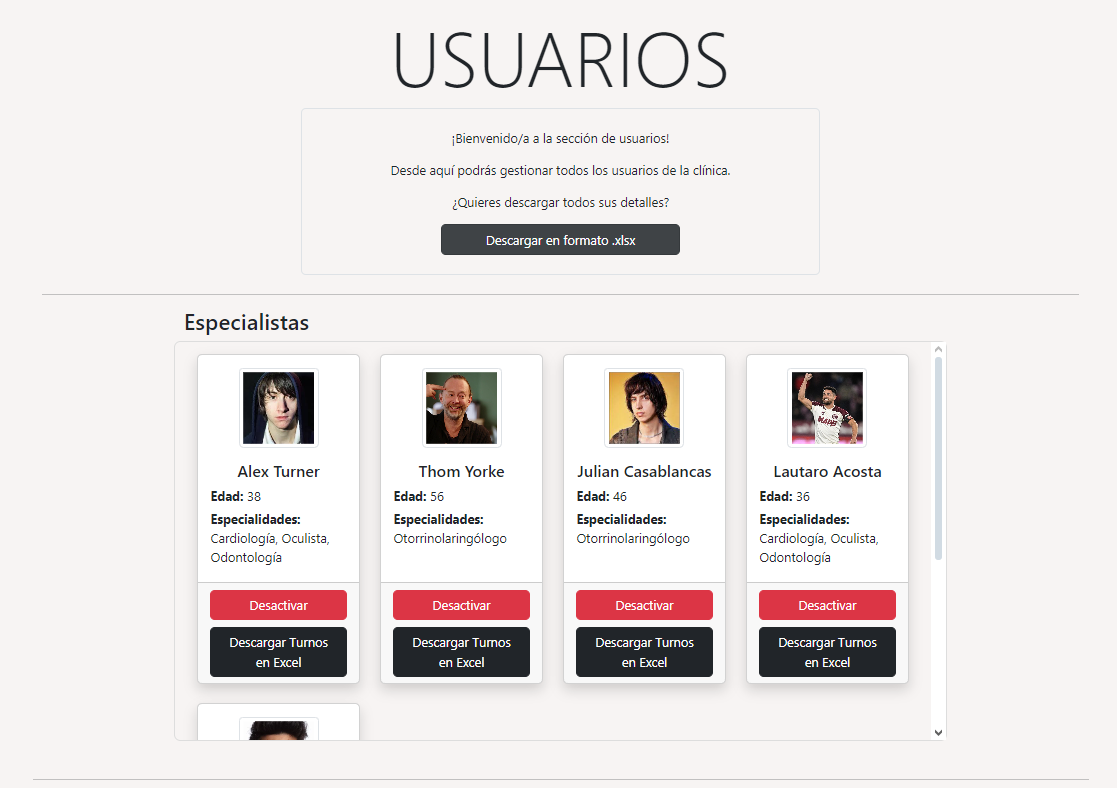 USUARIOS
¡Bienvenido/a a la sección de usuarios!
Desde aquí podrás gestionar todos los usuarios de la clínica.
¿Quieres descargar todos sus detalles?
Descargar en formato .xlsx
Especialistas
Alex Turner
Edad: 38
Especialidades:
Cardiología, Oculista,
Odontología
Desactivar
Descargar Turnos
en Excel
Thom Yorke
Edad: 56
Especialidades:
Otorrinolaringólogo
Desactivar
Descargar Turnos
en Excel
Julian Casablancas
Edad: 46
Especialidades:
Otorrinolaringólogo
Desactivar
Descargar Turnos
en Excel
Lautaro Acosta
Edad: 36
Especialidades:
Cardiología, Oculista,
Odontología
Desactivar
Descargar Turnos
en Excel